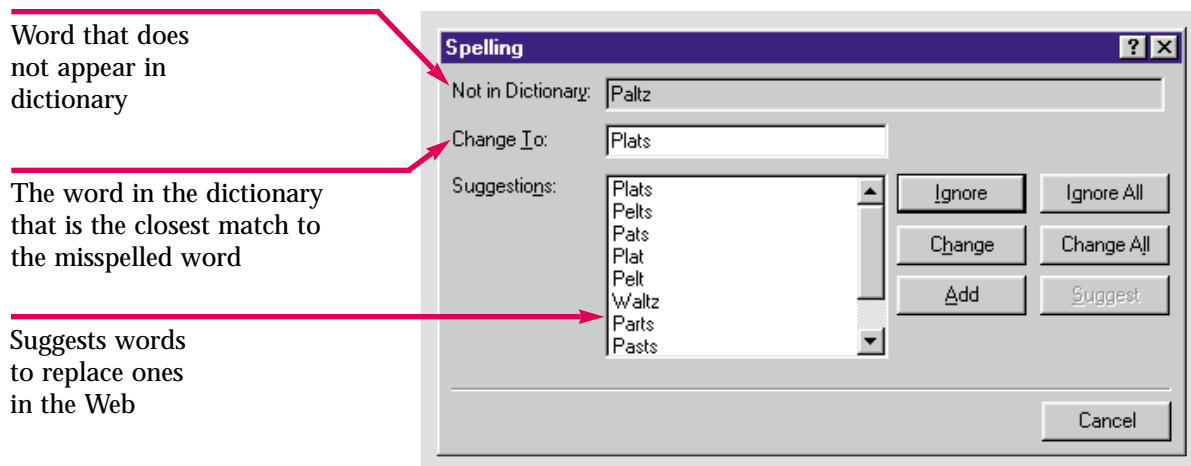 Word that does
not appear in
dictionary
The word in the dictionary
that is the closest match to
the misspelled word
Suggests words
to replace ones
in the Web
Spelling
Not in Dictionary: Paltz
Change To: Plats
Suggestions:
Plats
Pelts
Pats
Plat
Pelt
Waltz
Parts
Pasts
Ignore Ignore All
Change Change All
Add Suggest
Cancel